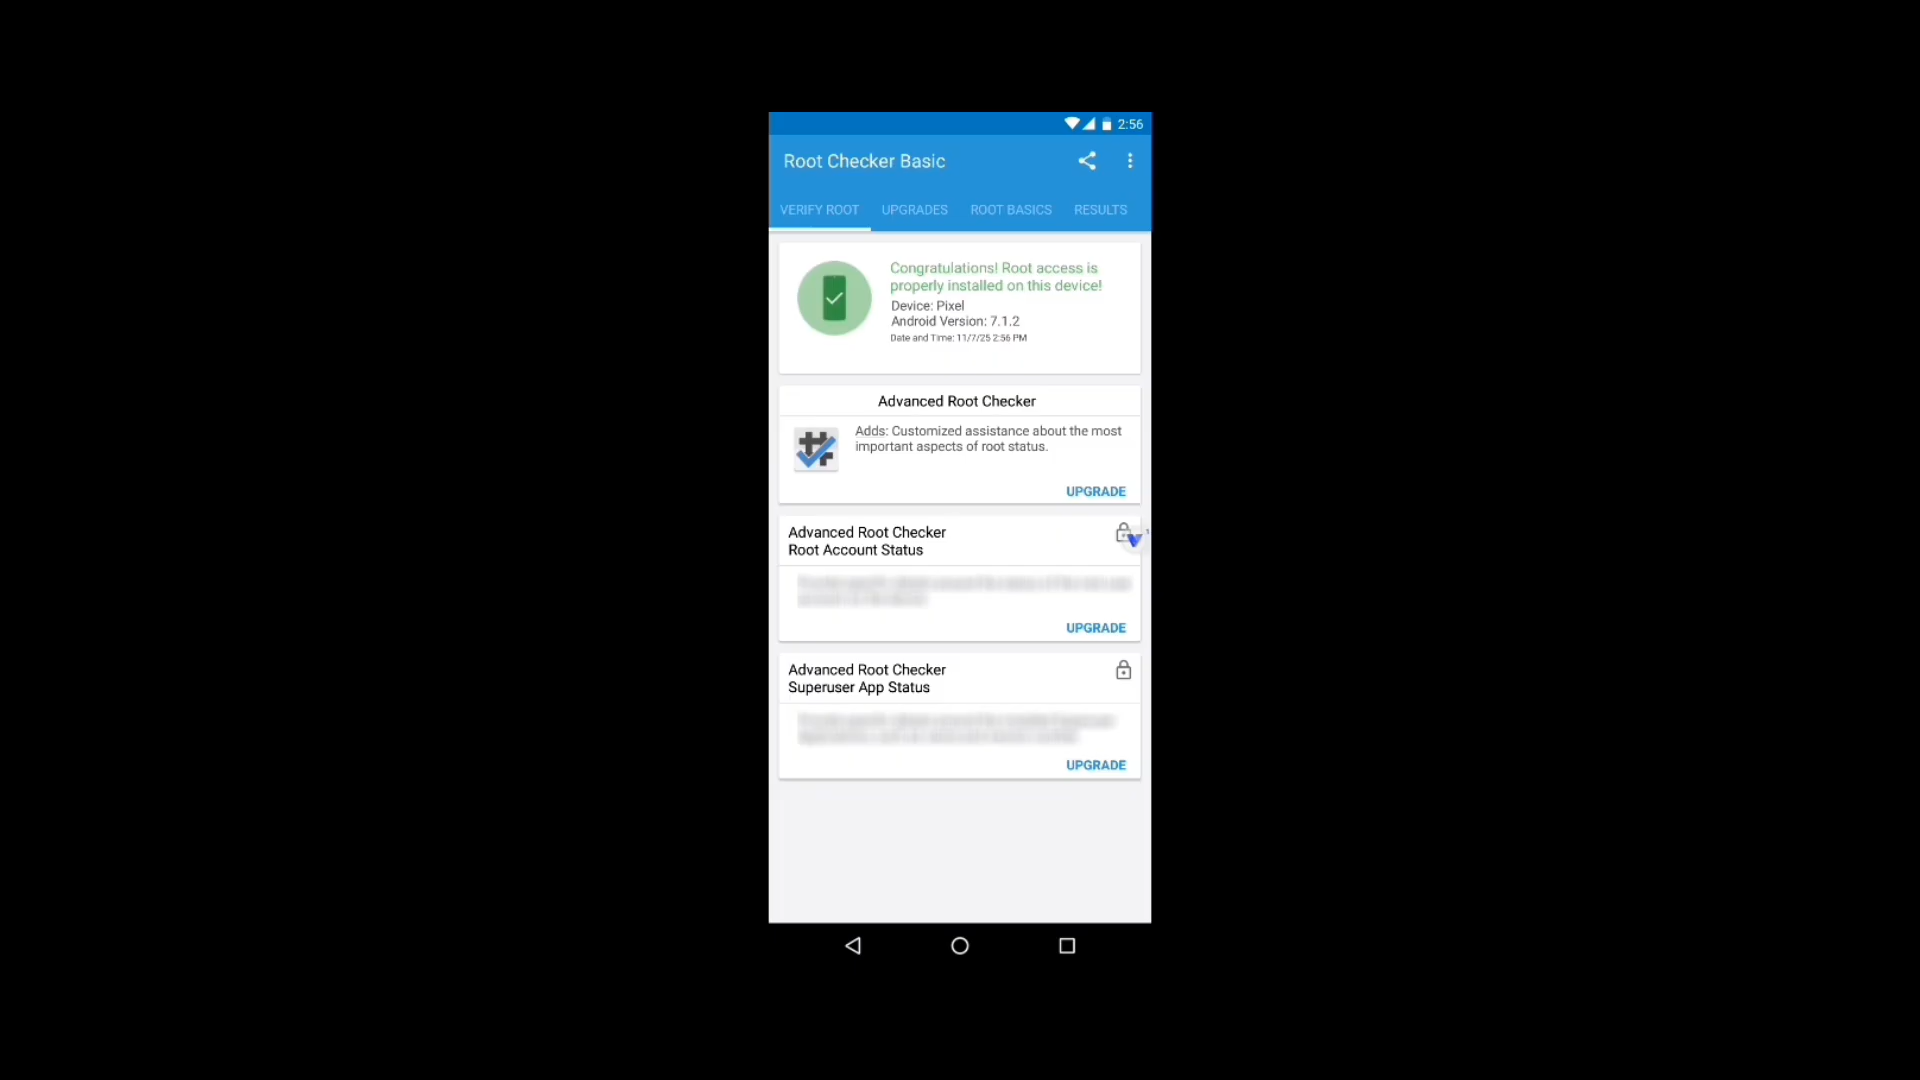 2:56
Root Checker Basic
VERIFY ROOT UPGRADES ROOT BASICS RESULTS
Congratulations! Root access is
properly installed on this device!
Device: Pixel
Android Version: 7.1.2
Date and Time: 11/7/25 2:56 PM
Advanced Root Checker
Adds: Customized assistance about the most
important aspects of root status.
UPGRADE
Advanced Root Checker
Root Account Status
UPGRADE
Advanced Root Checker
Superuser App Status
UPGRADE